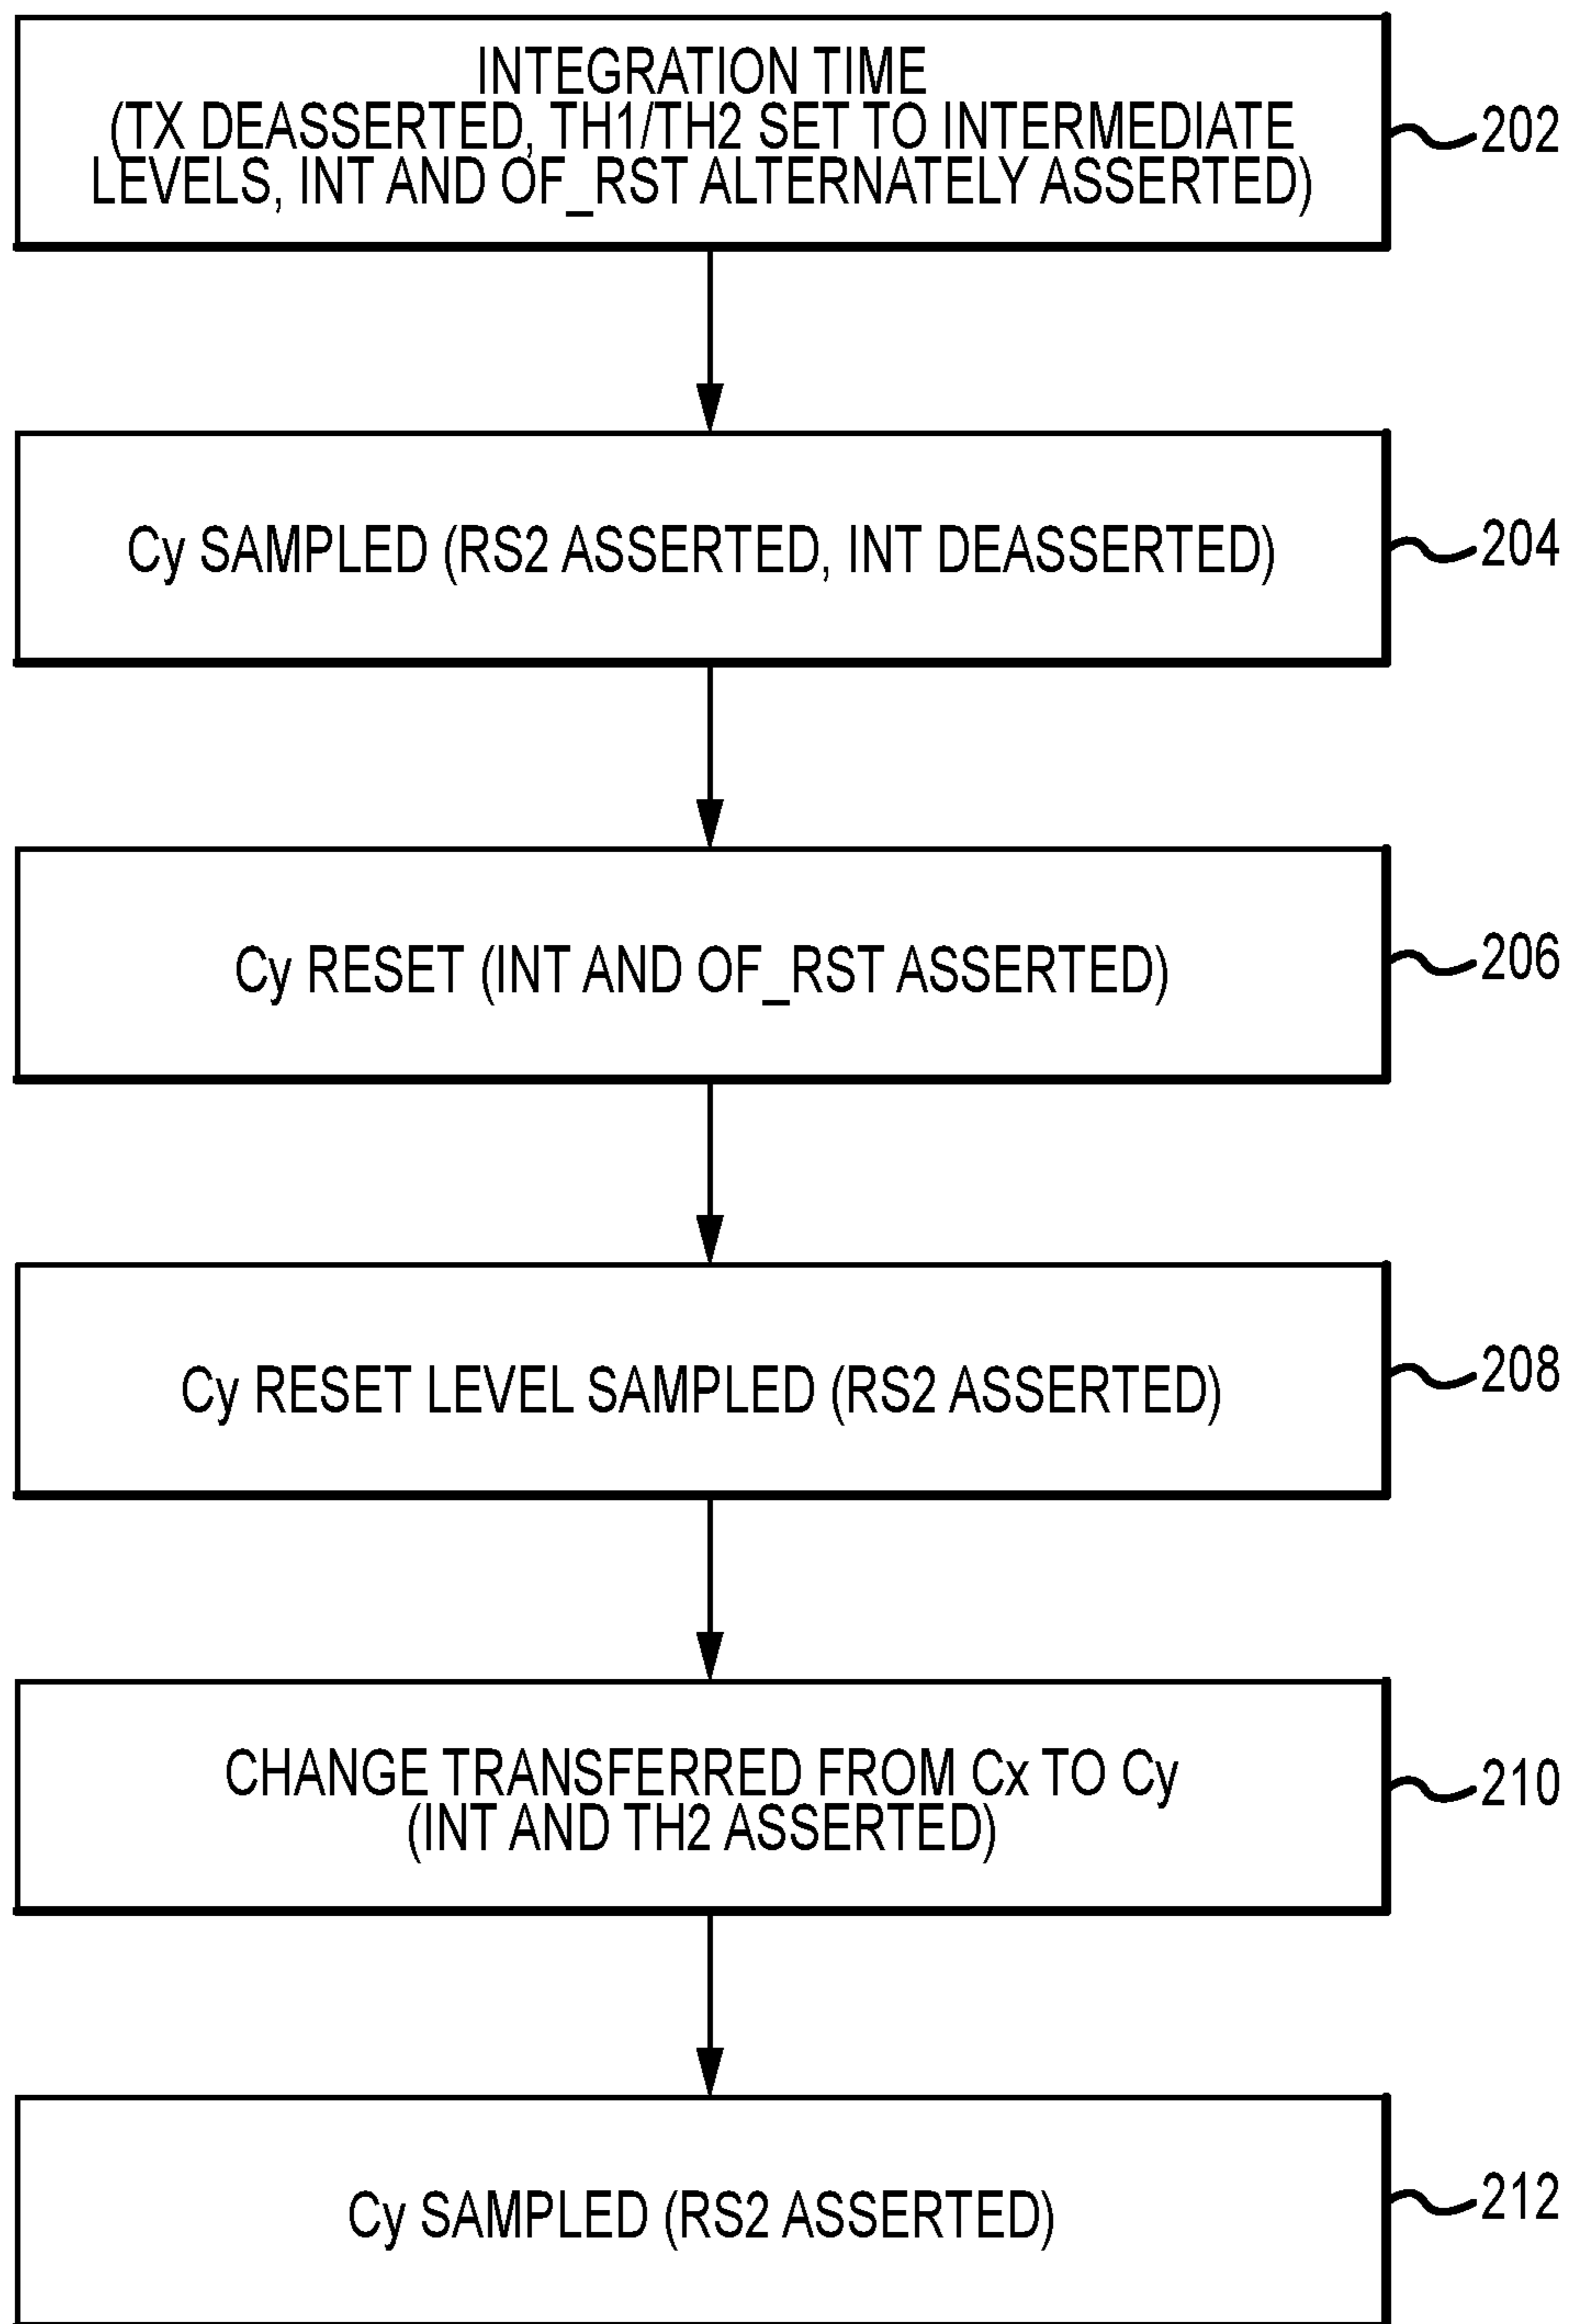 INTEGRATION TIME
(TX DEASSERTED, TH1/TH2 SET TO INTERMEDIATE
LEVELS, INT AND OF_RST ALTERNATELY ASSERTED)
202
Cy SAMPLED (RS2 ASSERTED, INT DEASSERTED)
204
Cy RESET (INT AND OF_RST ASSERTED)
206
Cy RESET LEVEL SAMPLED (RS2 ASSERTED)
208
CHANGE TRANSFERRED FROM Cx TO Cy
(INT AND TH2 ASSERTED)
210
Cy SAMPLED (RS2 ASSERTED)
212